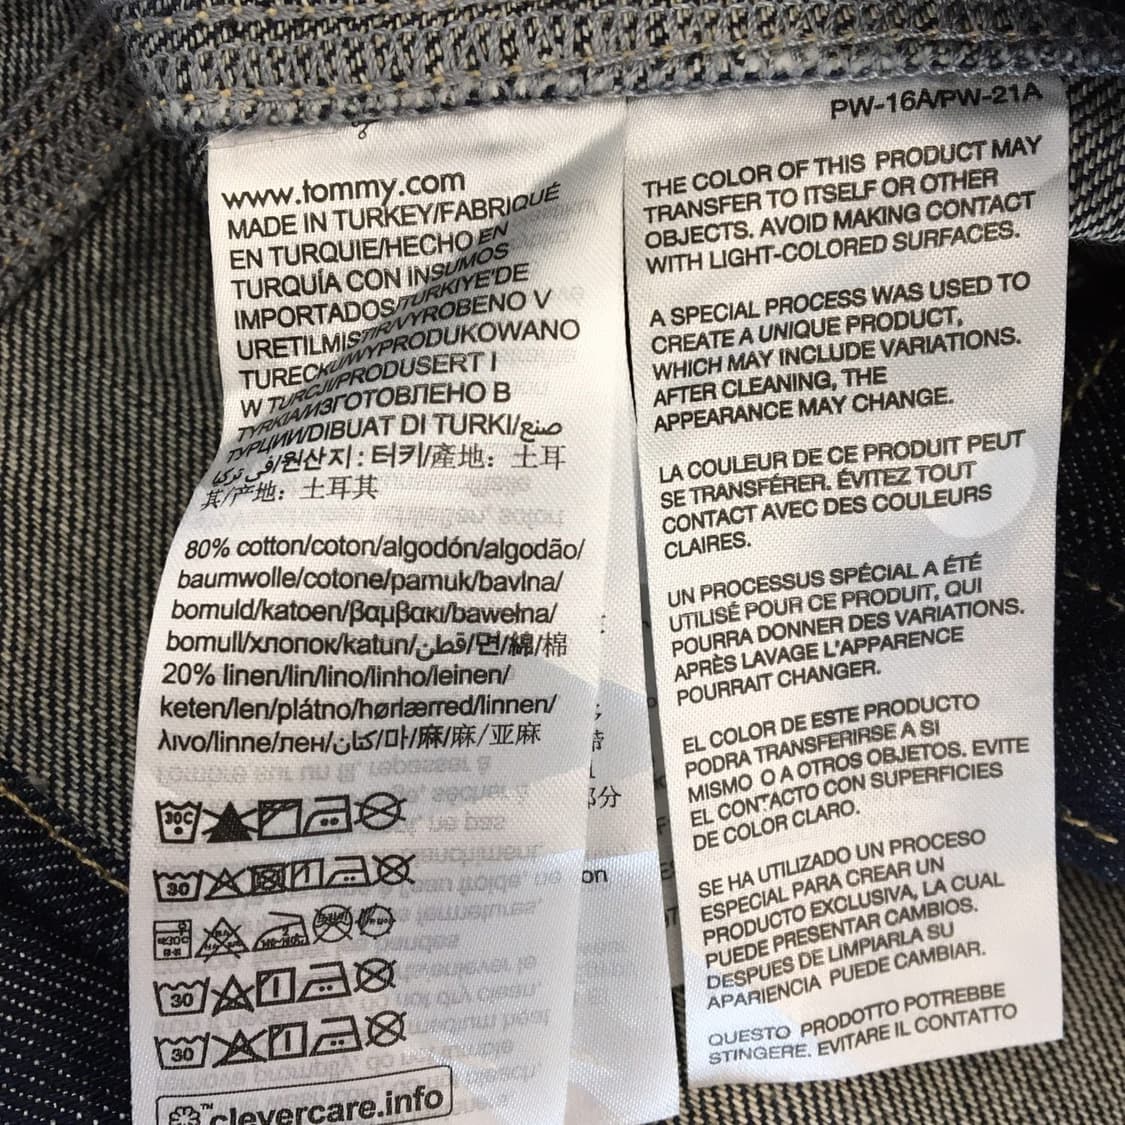 www.tommy.com
MADE IN TURKEY/FABRIQUÉ
EN TURQUIE/HECHO EN
TURQUÍA CON INSUMOS
IMPORTADOS/TÜRKIYE'DE
URETILMISTIR/VYROBENO V
TURECKU/WYPRODUKOWANO
W TURCJI/PRODUSERT I
TYRKIA/ИЗГОТОВЛЕНО В
ТУРЦИИ/DIBUAT DI TURKI/صنع
في تركيا/원산지 : 터키/產地：土耳
其/产地：土耳其
80% cotton/coton/algodón/algodão/
baumwolle/cotone/pamuk/bavlna/
bomuld/katoen/βαμβακι/bawełna/
bomull/хлопок/katun/قطن/면/綿/棉
20% linen/lin/lino/linho/leinen/
keten/len/plátno/hørlærred/linnen/
λινο/linne/лен/كتان/마/麻/麻/亚麻
30C
30
30
30
clevercare.info
PW-16A/PW-21A
THE COLOR OF THIS PRODUCT MAY
TRANSFER TO ITSELF OR OTHER
OBJECTS. AVOID MAKING CONTACT
WITH LIGHT-COLORED SURFACES.
A SPECIAL PROCESS WAS USED TO
CREATE A UNIQUE PRODUCT,
WHICH MAY INCLUDE VARIATIONS.
AFTER CLEANING, THE
APPEARANCE MAY CHANGE.
LA COULEUR DE CE PRODUIT PEUT
SE TRANSFÉRER. ÉVITEZ TOUT
CONTACT AVEC DES COULEURS
CLAIRES.
UN PROCESSUS SPÉCIAL A ÉTÉ
UTILISÉ POUR CE PRODUIT, QUI
POURRA DONNER DES VARIATIONS.
APRÈS LAVAGE L'APPARENCE
POURRAIT CHANGER.
EL COLOR DE ESTE PRODUCTO
PODRA TRANSFERIRSE A SI
MISMO O A OTROS OBJETOS. EVITE
EL CONTACTO CON SUPERFICIES
DE COLOR CLARO.
SE HA UTILIZADO UN PROCESO
ESPECIAL PARA CREAR UN
PRODUCTO EXCLUSIVA, LA CUAL
PUEDE PRESENTAR CAMBIOS.
DESPUES DE LIMPIARLA SU
APARIENCIA PUEDE CAMBIAR.
QUESTO PRODOTTO POTREBBE
STINGERE. EVITARE IL CONTATTO